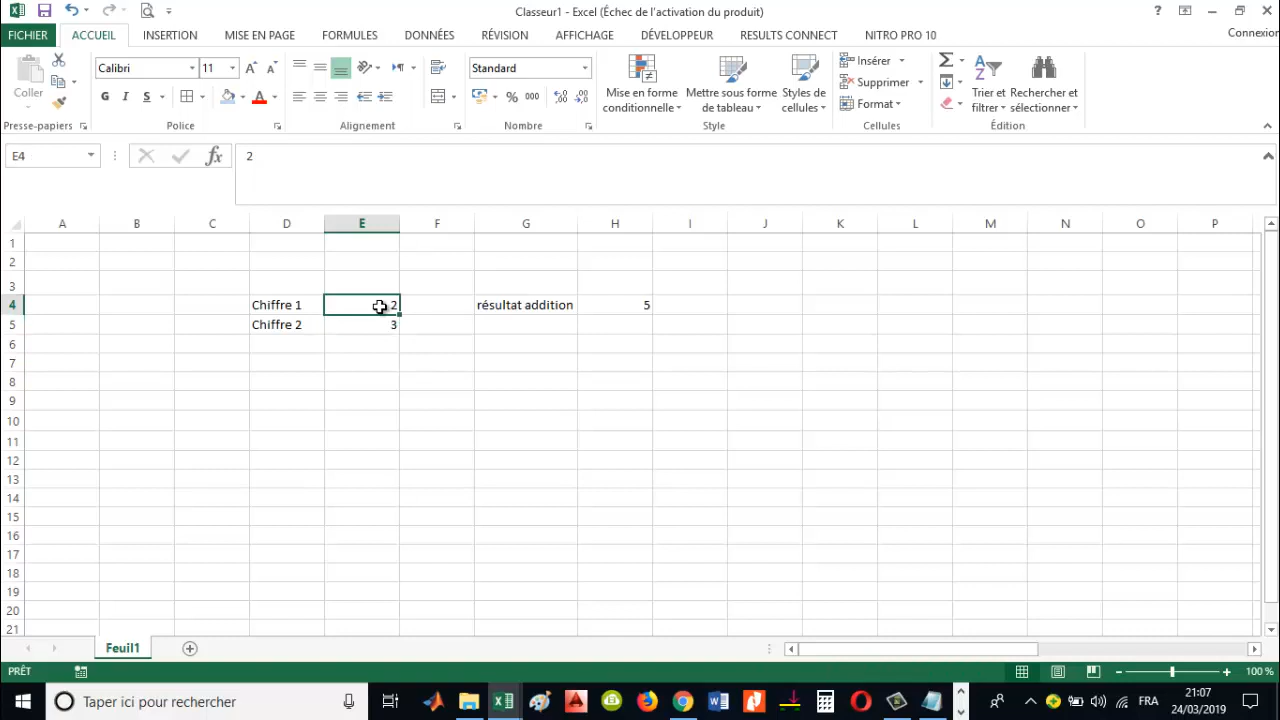 Classeur1 - Excel (Échec de l'activation du produit)
?
FICHIER ACCUEIL INSERTION MISE EN PAGE FORMULES DONNÉES RÉVISION AFFICHAGE DÉVELOPPEUR RESULTS CONNECT NITRO PRO 10 Connexior
Coller
Calibri 11
G I S
A A A
Standard
% 000
Mise en forme conditionnelle
Mettre sous forme de tableau
Styles de cellules
Insérer
Supprimer
Format
Trier et filtrer
Rechercher et sélectionner
Presse-papiers Police Alignement Nombre Style Cellules Édition
E4 fx 2
A B C D E F G H I J K L M N O P
1
2
3
4 Chiffre 1 2 résultat addition 5
5 Chiffre 2 3
6
7
8
9
10
11
12
13
14
15
16
17
18
19
20
21
Feuil1
PRÊT 100 %
Taper ici pour rechercher FRA 21:07
24/03/2019